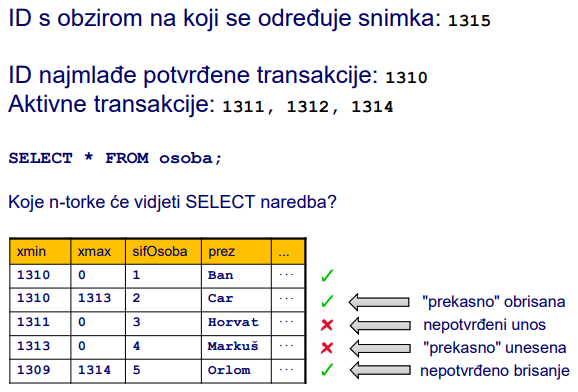 ID s obzirom na koji se određuje snimka: 1315
ID najmlađe potvrđene transakcije: 1310
Aktivne transakcije: 1311, 1312, 1314
SELECT * FROM osoba;
Koje n-torke će vidjeti SELECT naredba?
xmin xmax sifOsoba prez ...
1310 0 1 Ban ...
1310 1313 2 Car ... "prekasno" obrisana
1311 0 3 Horvat ... nepotvrđeni unos
1313 0 4 Markuš ... "prekasno" unesena
1309 1314 5 Orlom ... nepotvrđeno brisanje